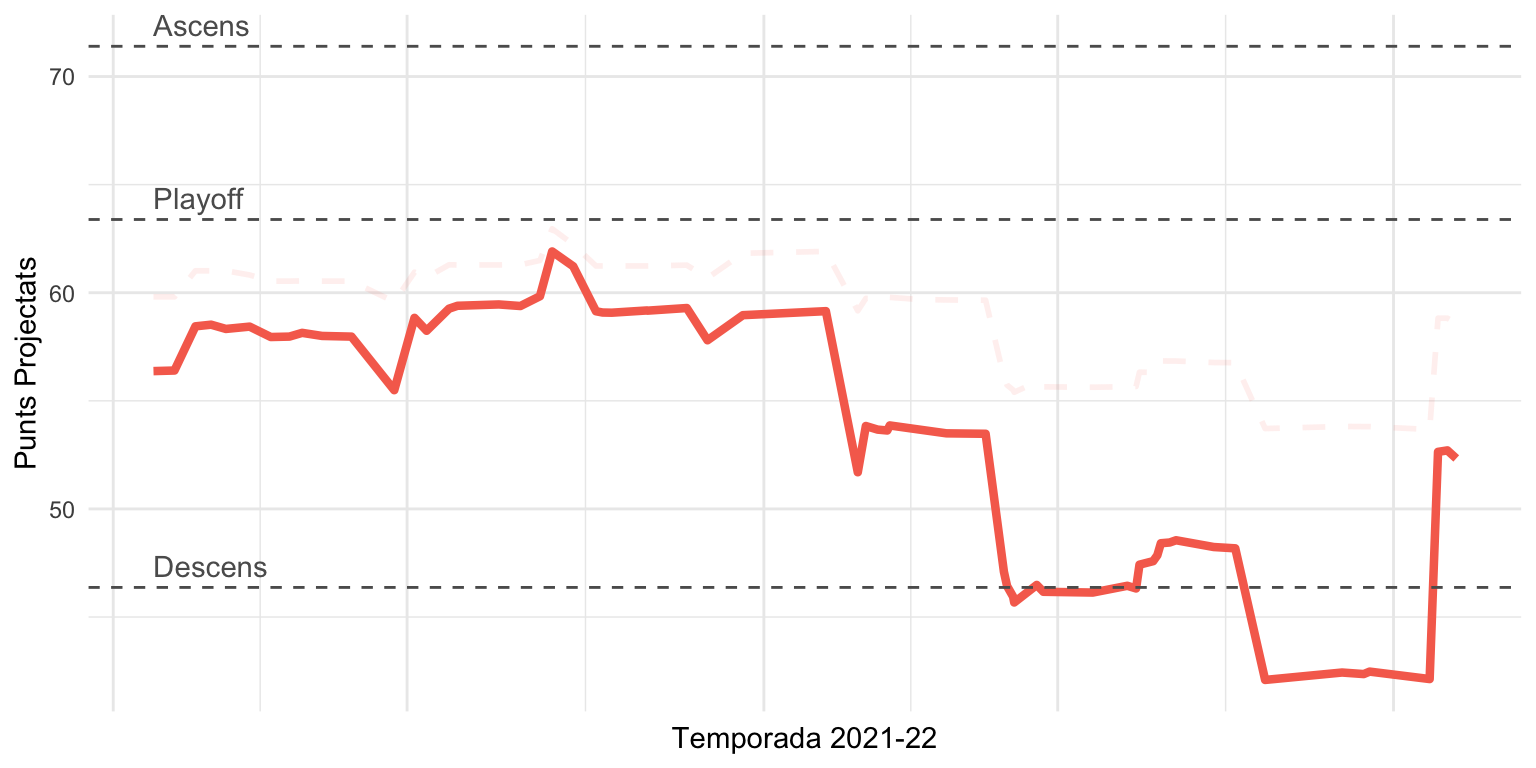 Ascens
70
Playoff
60
Punts Projectats
50
Descens
Temporada 2021-22